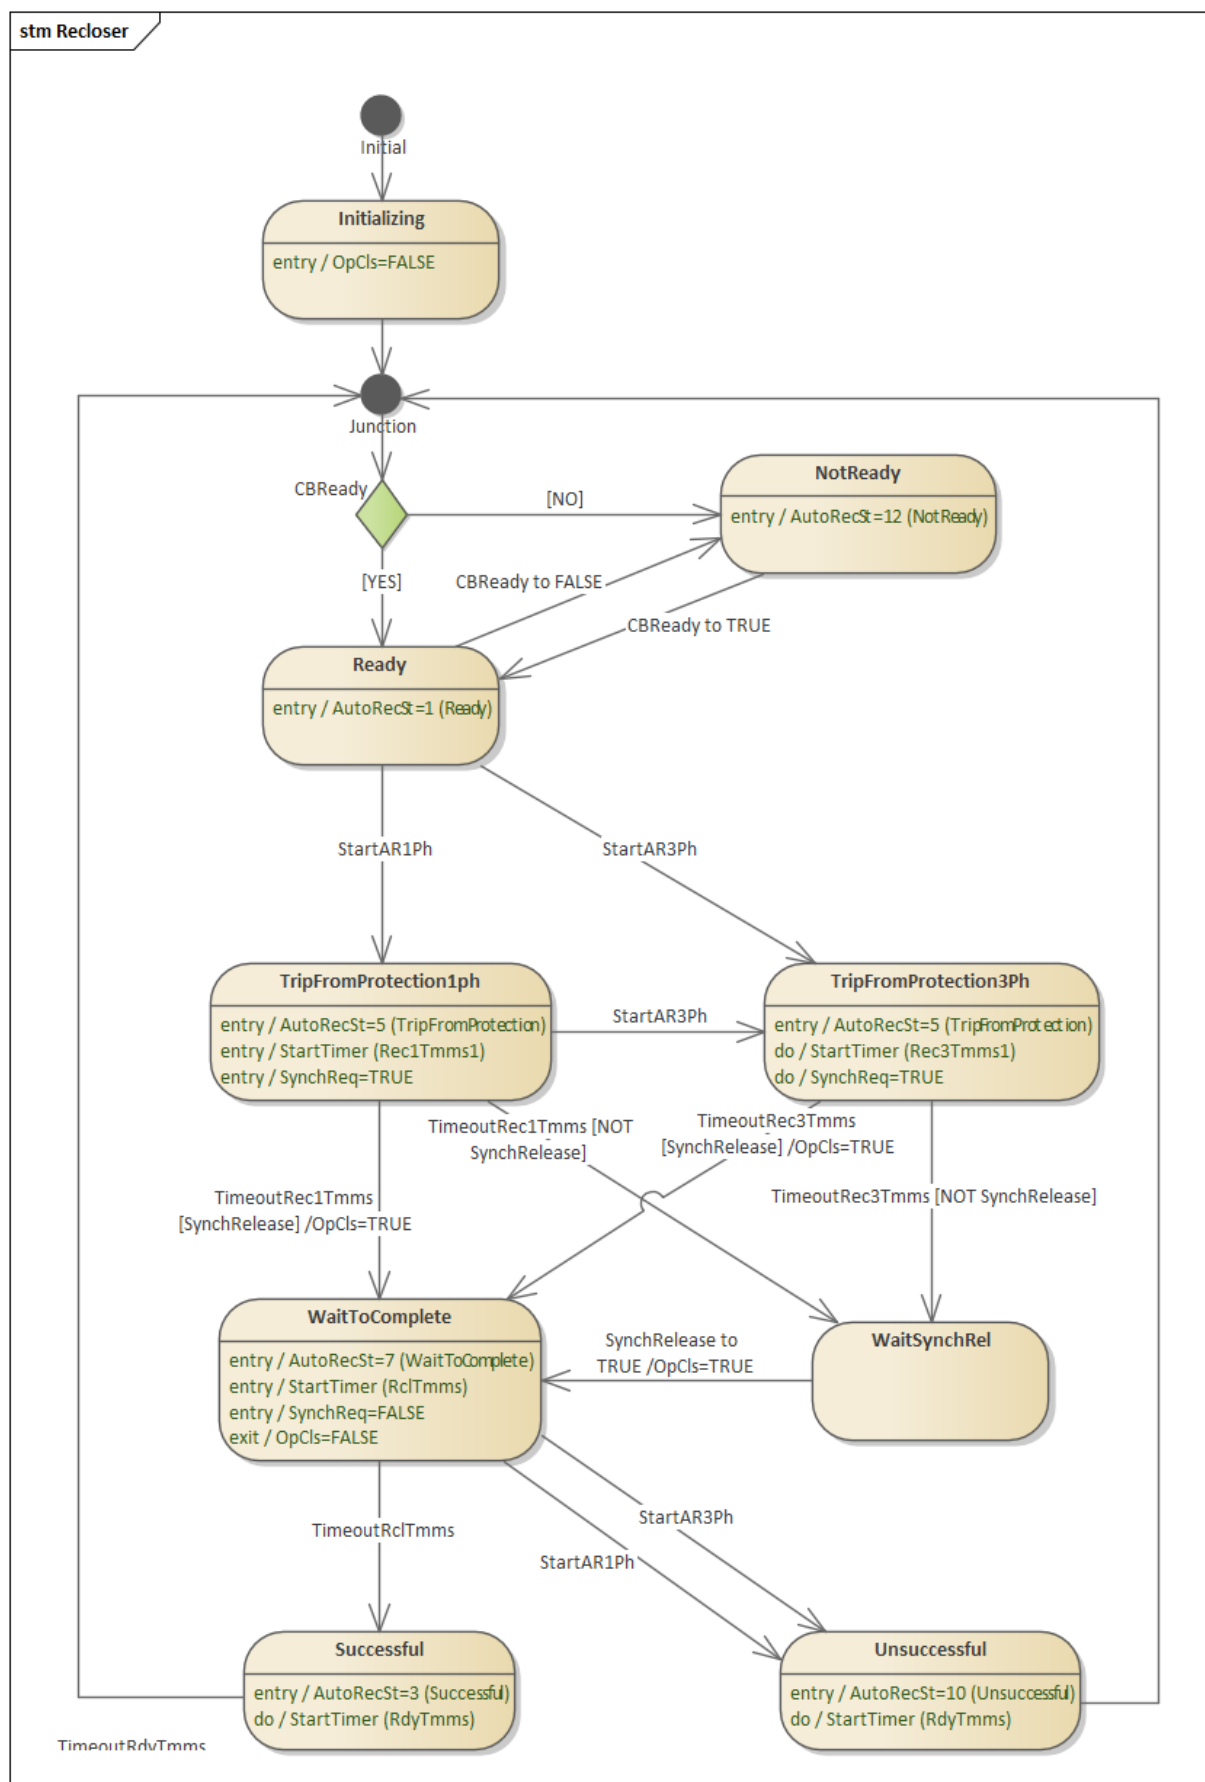 stm Recloser
Initial
Initializing
entry / OpCls=FALSE
Junction
CBReady
[NO]
NotReady
entry / AutoRecSt=12 (NotReady)
[YES]
CBReady to FALSE
CBReady to TRUE
Ready
entry / AutoRecSt=1 (Ready)
StartAR1Ph
StartAR3Ph
TripFromProtection1ph
entry / AutoRecSt=5 (TripFromProtection)
entry / StartTimer (Rec1Tmms1)
entry / SynchReq=TRUE
StartAR3Ph
TripFromProtection3Ph
entry / AutoRecSt=5 (TripFromProtection)
do / StartTimer (Rec3Tmms1)
do / SynchReq=TRUE
TimeoutRec1Tmms [NOT
SynchRelease]
TimeoutRec3Tmms
[SynchRelease] /OpCls=TRUE
TimeoutRec1Tmms
[SynchRelease] /OpCls=TRUE
TimeoutRec3Tmms [NOT SynchRelease]
WaitToComplete
entry / AutoRecSt=7 (WaitToComplete)
entry / StartTimer (RclTmms)
entry / SynchReq=FALSE
exit / OpCls=FALSE
SynchRelease to
TRUE /OpCls=TRUE
WaitSynchRel
TimeoutRclTmms
StartAR3Ph
StartAR1Ph
Successful
entry / AutoRecSt=3 (Successful)
do / StartTimer (RdyTmms)
Unsuccessful
entry / AutoRecSt=10 (Unsuccessful)
do / StartTimer (RdyTmms)
TimeoutRdyTmms